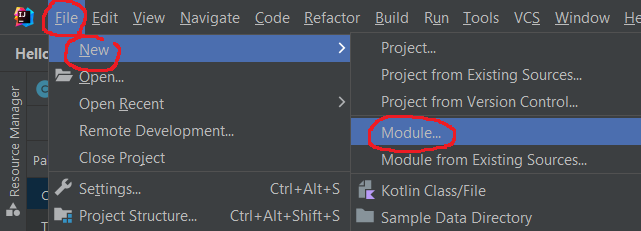 File Edit View Navigate Code Refactor Build Run Tools VCS Window He
Hello
New
Open...
Open Recent
Remote Development...
Close Project
Settings... Ctrl+Alt+S
Project Structure... Ctrl+Alt+Shift+S
Project...
Project from Existing Sources...
Project from Version Control...
Module...
Module from Existing Sources...
Kotlin Class/File
Sample Data Directory
Resource Manager
Pa
C
T